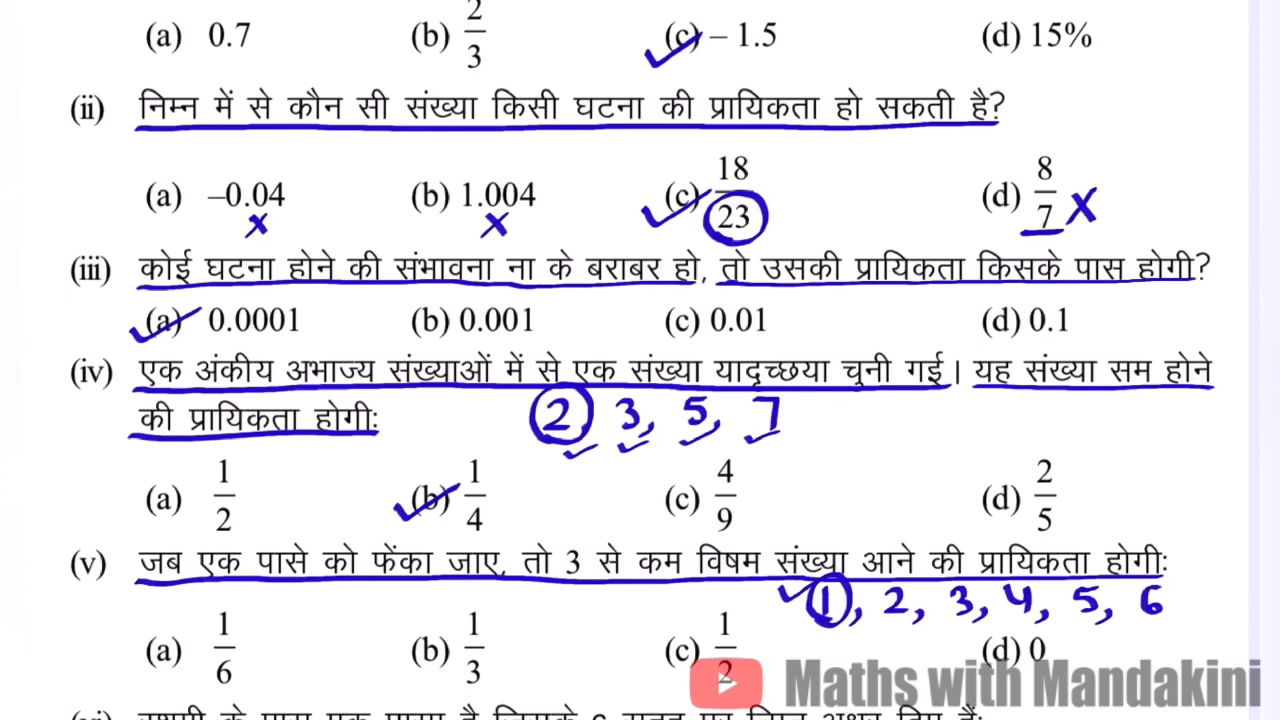 (a) 0.7 (b) 2/3 (c) – 1.5 (d) 15%
(ii) निम्न में से कौन सी संख्या किसी घटना की प्रायिकता हो सकती है?
(a) –0.04 (b) 1.004 (c) 18/23 (d) 8/7 x
x x
(iii) कोई घटना होने की संभावना ना के बराबर हो, तो उसकी प्रायिकता किसके पास होगी?
(a) 0.0001 (b) 0.001 (c) 0.01 (d) 0.1
(iv) एक अंकीय अभाज्य संख्याओं में से एक संख्या यादृच्छया चुनी गई। यह संख्या सम होने
की प्रायिकता होगी: 2, 3, 5, 7
(a) 1/2 (b) 1/4 (c) 4/9 (d) 2/5
(v) जब एक पासे को फेंका जाए, तो 3 से कम विषम संख्या आने की प्रायिकता होगी:
1, 2, 3, 4, 5, 6
(a) 1/6 (b) 1/3 (c) 1/2 (d) 0
Maths with Mandakini